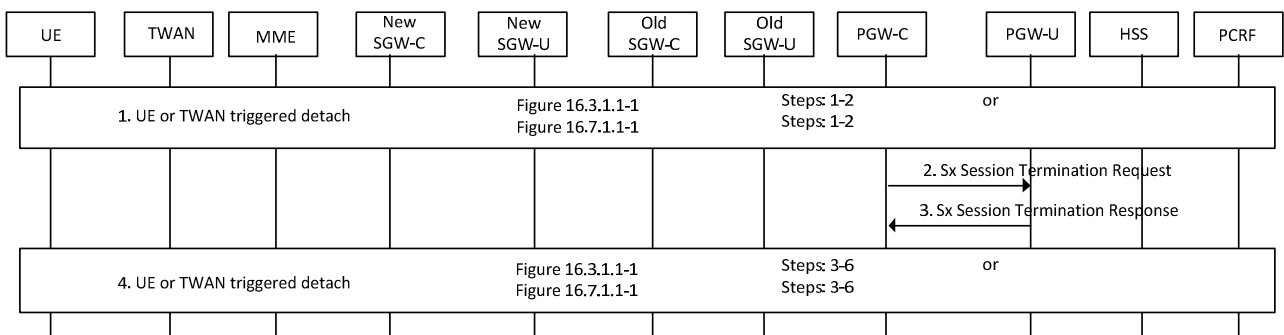 UE
TWAN
MME
New
SGW-C
New
SGW-U
Old
SGW-C
Old
SGW-U
PGW-C
PGW-U
HSS
PCRF
1. UE or TWAN triggered detach
Figure 16.3.1.1-1 Steps: 1-2 or
Figure 16.7.1.1-1 Steps: 1-2
2. Sx Session Termination Request
3. Sx Session Termination Response
4. UE or TWAN triggered detach
Figure 16.3.1.1-1 Steps: 3-6 or
Figure 16.7.1.1-1 Steps: 3-6